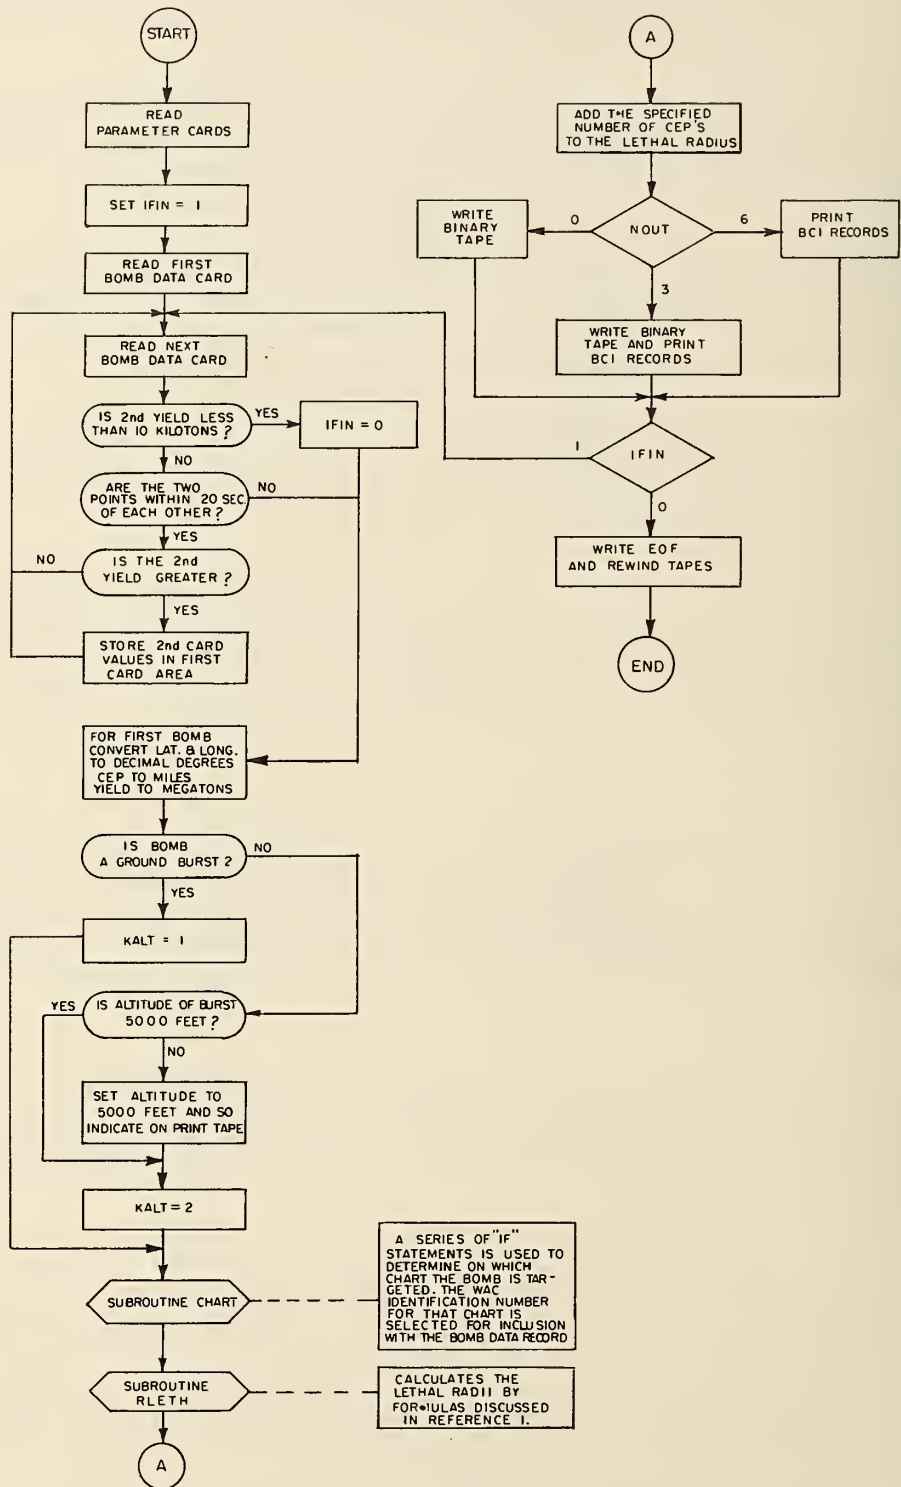 START
READ
PARAMETER CARDS
SET IFIN = 1
READ FIRST
BOMB DATA CARD
READ NEXT
BOMB DATA CARD
IS 2nd YIELD LESS
THAN 10 KILOTONS ?
YES
IFIN = 0
NO
ARE THE TWO
POINTS WITHIN 20 SEC.
OF EACH OTHER ?
NO
YES
NO
IS THE 2nd
YIELD GREATER ?
YES
STORE 2nd CARD
VALUES IN FIRST
CARD AREA
FOR FIRST BOMB
CONVERT LAT. & LONG.
TO DECIMAL DEGREES
CEP TO MILES
YIELD TO MEGATONS
IS BOMB
A GROUND BURST ?
NO
YES
KALT = 1
YES
IS ALTITUDE OF BURST
5000 FEET ?
NO
SET ALTITUDE TO
5000 FEET AND SO
INDICATE ON PRINT TAPE
KALT = 2
SUBROUTINE CHART
A SERIES OF "IF"
STATEMENTS IS USED TO
DETERMINE ON WHICH
CHART THE BOMB IS TAR-
GETED. THE WAC
IDENTIFICATION NUMBER
FOR THAT CHART IS
SELECTED FOR INCLUSION
WITH THE BOMB DATA RECORD
SUBROUTINE
RLETH
CALCULATES THE
LETHAL RADII BY
FORMULAS DISCUSSED
IN REFERENCE 1.
A
A
ADD THE SPECIFIED
NUMBER OF CEP'S
TO THE LETHAL RADIUS
WRITE
BINARY
TAPE
0
NOUT
6
PRINT
BCI RECORDS
3
WRITE BINARY
TAPE AND PRINT
BCI RECORDS
1
IFIN
0
WRITE EOF
AND REWIND TAPES
END